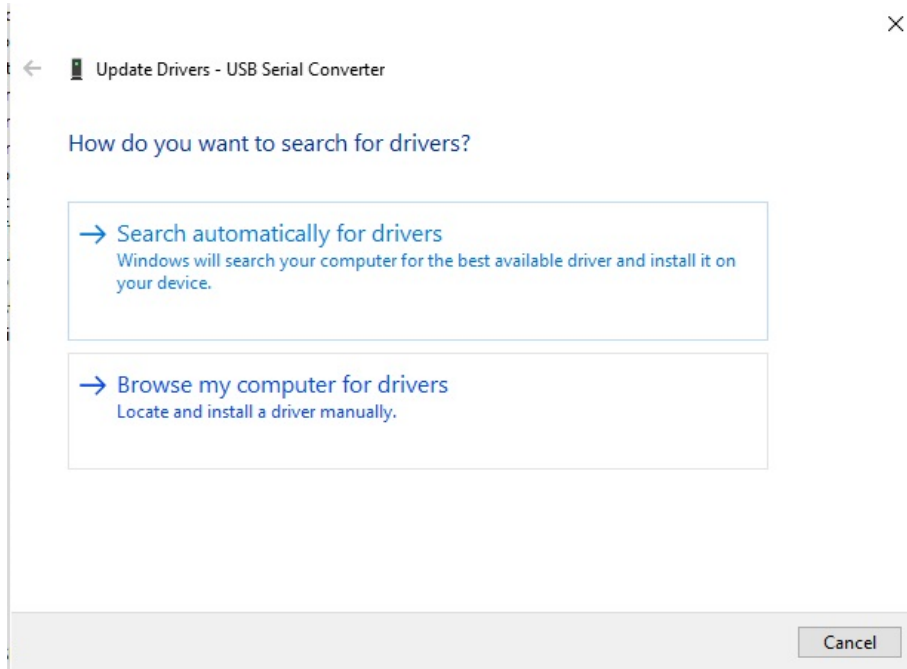 Update Drivers - USB Serial Converter
How do you want to search for drivers?
Search automatically for drivers
Windows will search your computer for the best available driver and install it on
your device.
Browse my computer for drivers
Locate and install a driver manually.
Cancel